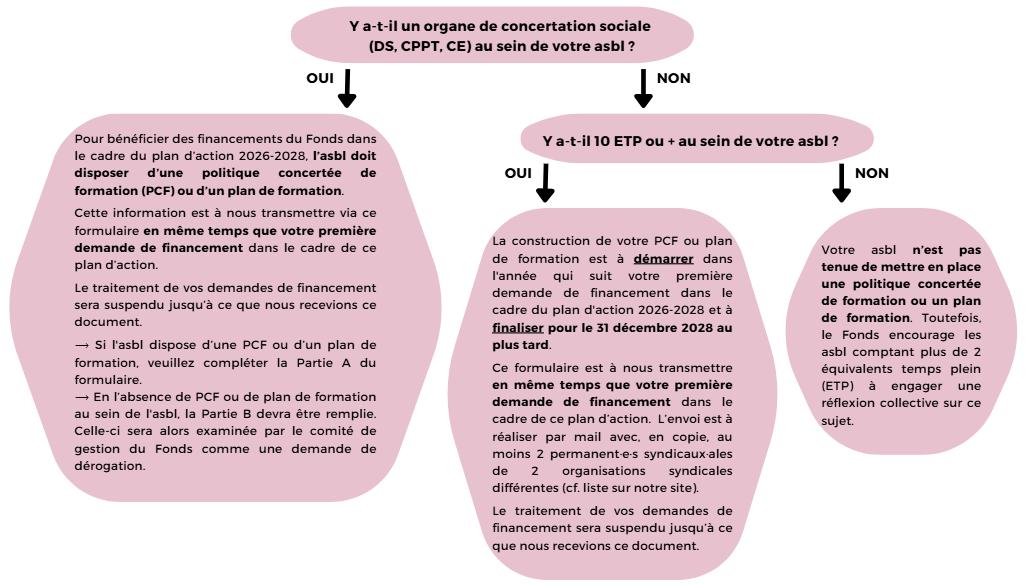 Y a-t-il un organe de concertation sociale
(DS, CPPT, CE) au sein de votre asbl ?
OUI
NON
Pour bénéficier des financements du Fonds dans
le cadre du plan d'action 2026-2028, l'asbl doit
disposer d'une politique concertée de
formation (PCF) ou d'un plan de formation.
Cette information est à nous transmettre via ce
formulaire en même temps que votre première
demande de financement dans le cadre de ce
plan d'action.
Le traitement de vos demandes de financement
sera suspendu jusqu'à ce que nous recevions ce
document.
→ Si l'asbl dispose d'une PCF ou d'un plan de
formation, veuillez compléter la Partie A du
formulaire.
→ En l'absence de PCF ou de plan de formation
au sein de l'asbl, la Partie B devra être remplie.
Celle-ci sera alors examinée par le comité de
gestion du Fonds comme une demande de
dérogation.
Y a-t-il 10 ETP ou + au sein de votre asbl ?
OUI
NON
La construction de votre PCF ou plan
de formation est à démarrer dans
l'année qui suit votre première
demande de financement dans le
cadre du plan d'action 2026-2028 et à
finaliser pour le 31 décembre 2028 au
plus tard.
Ce formulaire est à nous transmettre
en même temps que votre première
demande de financement dans le
cadre de ce plan d'action. L'envoi est à
réaliser par mail avec, en copie, au
moins 2 permanent·e·s syndicaux·ales
de 2 organisations syndicales
différentes (cf. liste sur notre site).
Le traitement de vos demandes de
financement sera suspendu jusqu'à ce
que nous recevions ce document.
Votre asbl n'est pas
tenue de mettre en place
une politique concertée
de formation ou un plan
de formation. Toutefois,
le Fonds encourage les
asbl comptant plus de 2
équivalents temps plein
(ETP) à engager une
réflexion collective sur ce
sujet.